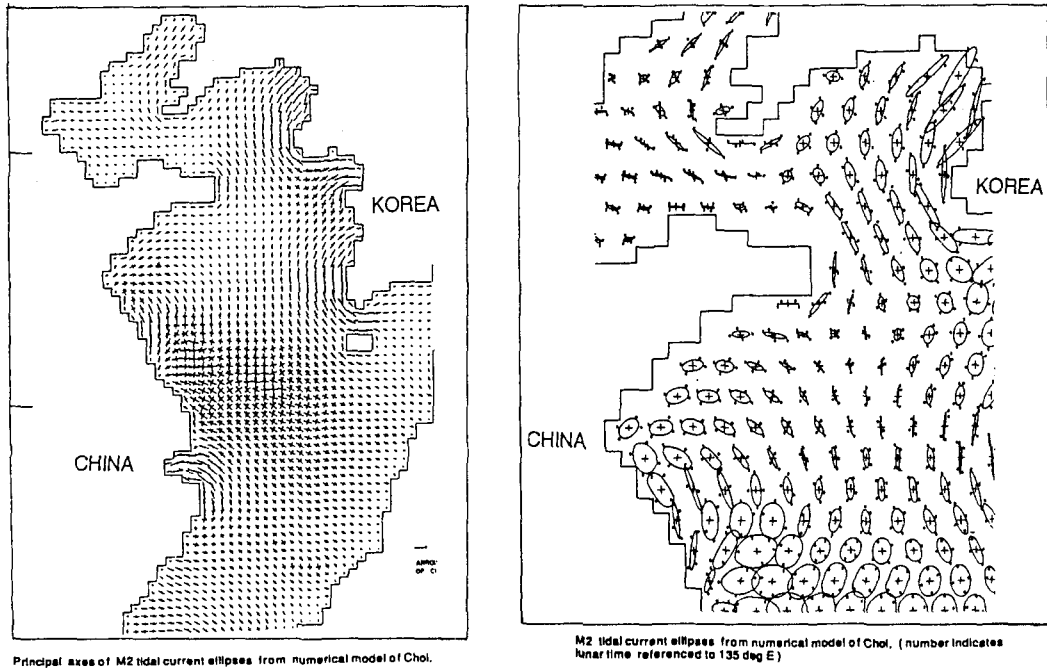 KOREA
CHINA
Principal axes of M2 tidal current ellipses from numerical model of Choi.
KOREA
CHINA
M2 tidal current ellipses from numerical model of Choi. ( number indicates
lunar time referenced to 135 deg E )